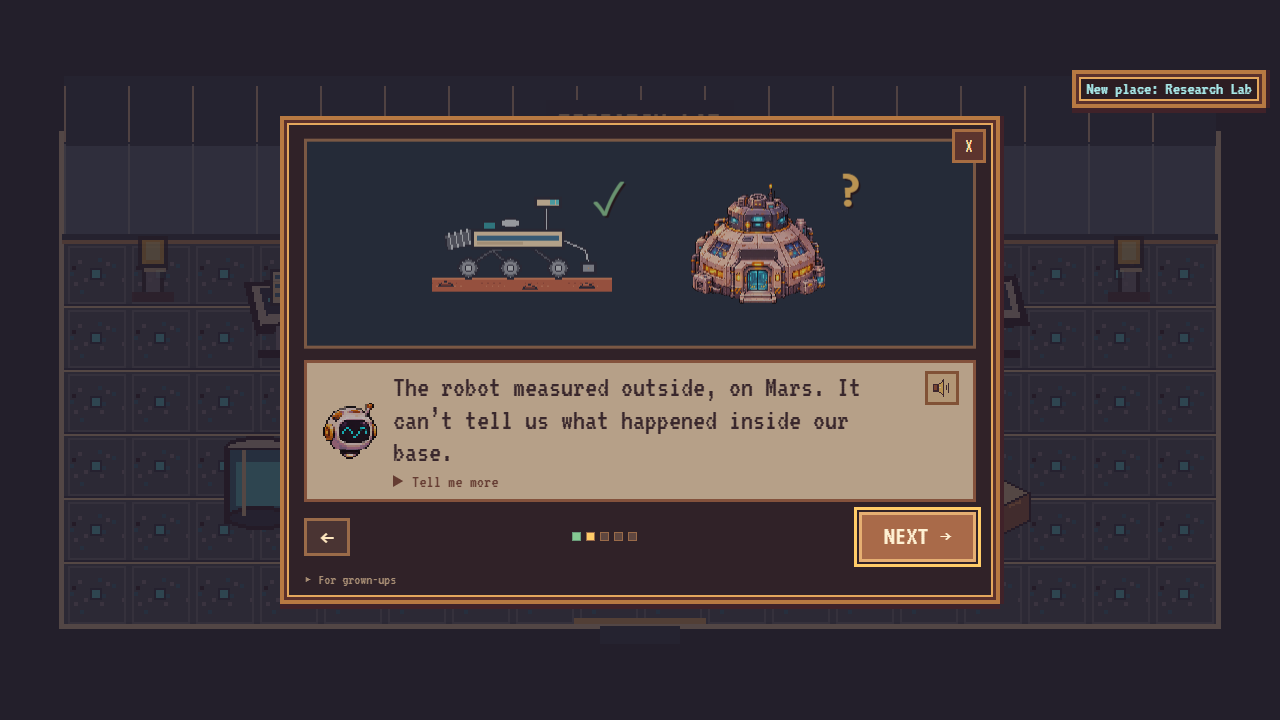 New place: Research Lab
X
?
The robot measured outside, on Mars. It
can't tell us what happened inside our
base.
Tell me more
NEXT
For grown-ups